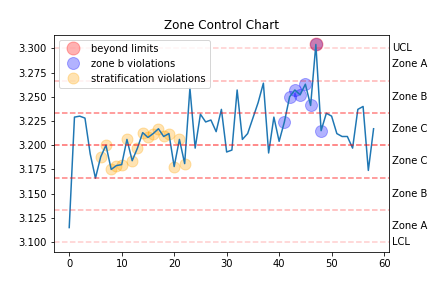 Zone Control Chart
beyond limits
zone b violations
stratification violations
3.300
3.275
3.250
3.225
3.200
3.175
3.150
3.125
3.100
UCL
Zone A
Zone B
Zone C
Zone C
Zone B
Zone A
LCL
0 10 20 30 40 50 60